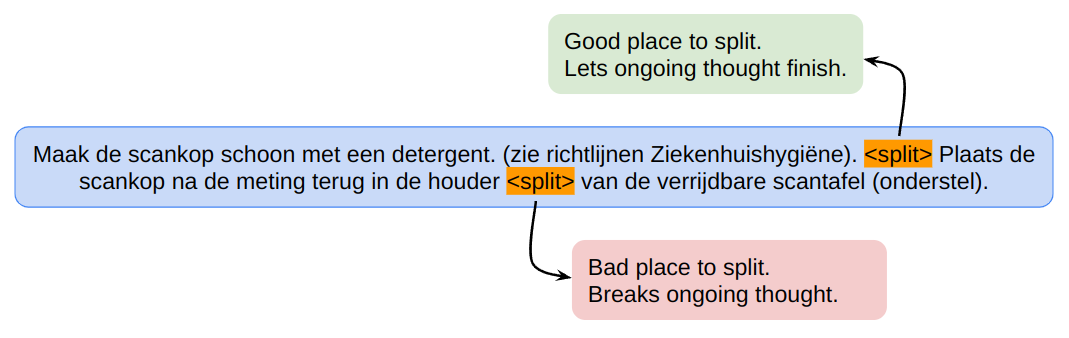 Good place to split.
Lets ongoing thought finish.
Maak de scankop schoon met een detergent. (zie richtlijnen Ziekenhuishygiëne). <split> Plaats de
scankop na de meting terug in de houder <split> van de verrijdbare scantafel (onderstel).
Bad place to split.
Breaks ongoing thought.